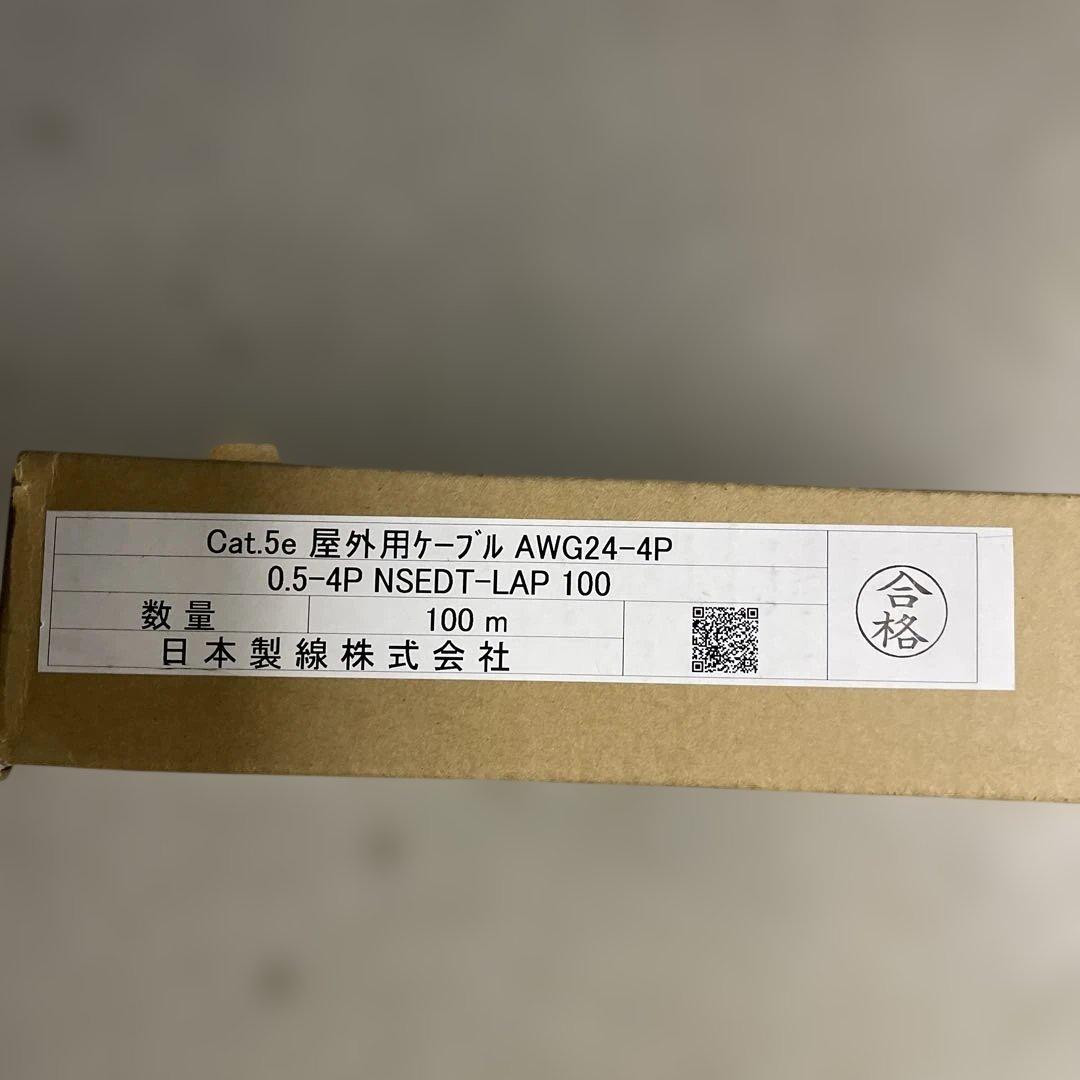 Cat.5e 屋外用ｹｰﾌﾞﾙ AWG24-4P
0.5-4P NSEDT-LAP 100
数量 100 m
日本製線株式会社
合格